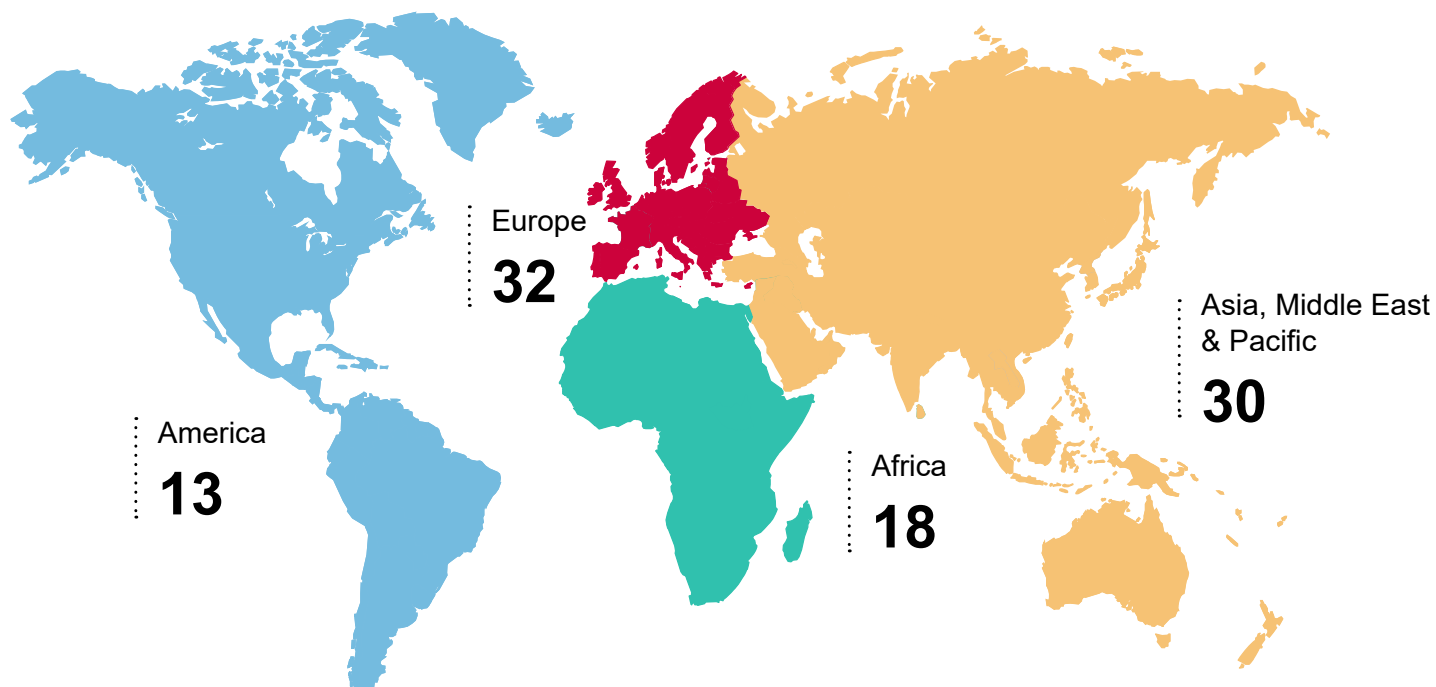 Europe
32
Asia, Middle East
& Pacific
30
America
13
Africa
18